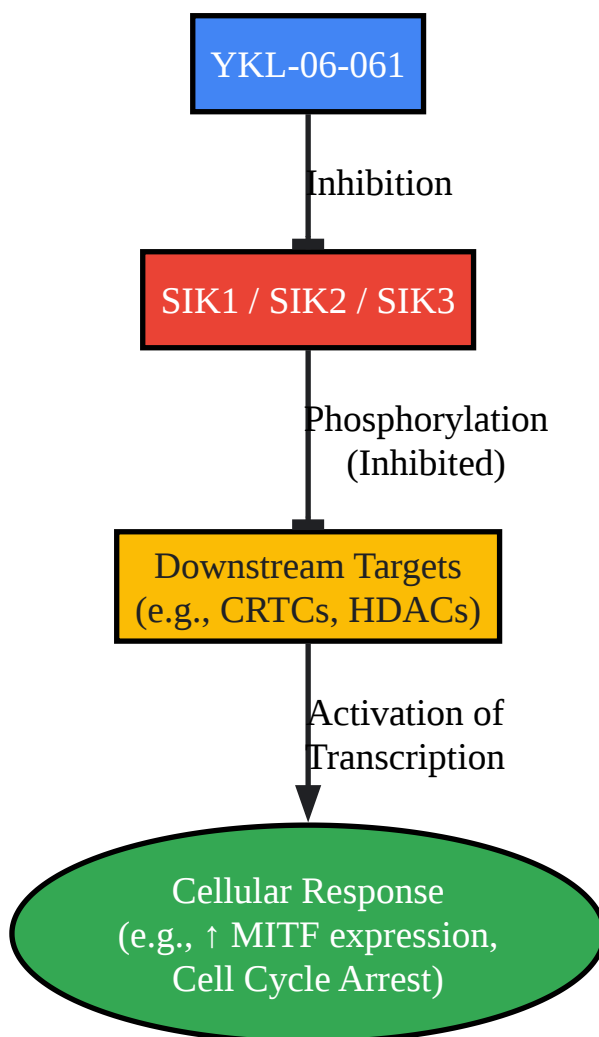 YKL-06-061
Inhibition
SIK1 / SIK2 / SIK3
Phosphorylation
(Inhibited)
Downstream Targets
(e.g., CRTCs, HDACs)
Activation of
Transcription
Cellular Response
(e.g., ↑ MITF expression,
Cell Cycle Arrest)